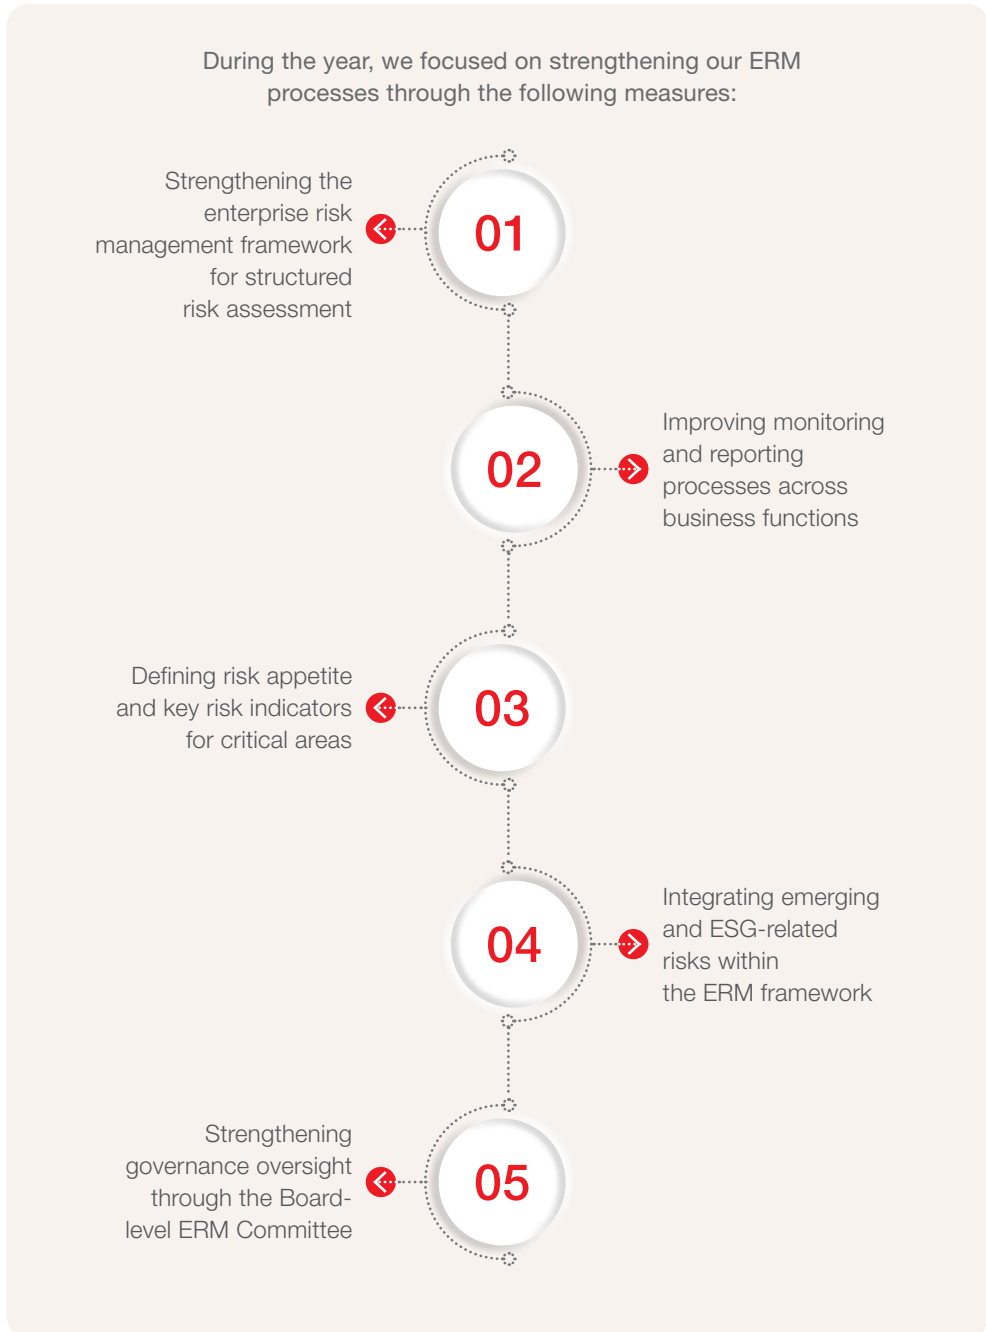 During the year, we focused on strengthening our ERM
processes through the following measures:
Strengthening the
enterprise risk
management framework
for structured
risk assessment
01
02
Improving monitoring
and reporting
processes across
business functions
Defining risk appetite
and key risk indicators
for critical areas
03
04
Integrating emerging
and ESG-related
risks within
the ERM framework
Strengthening
governance oversight
through the Board-
level ERM Committee
05